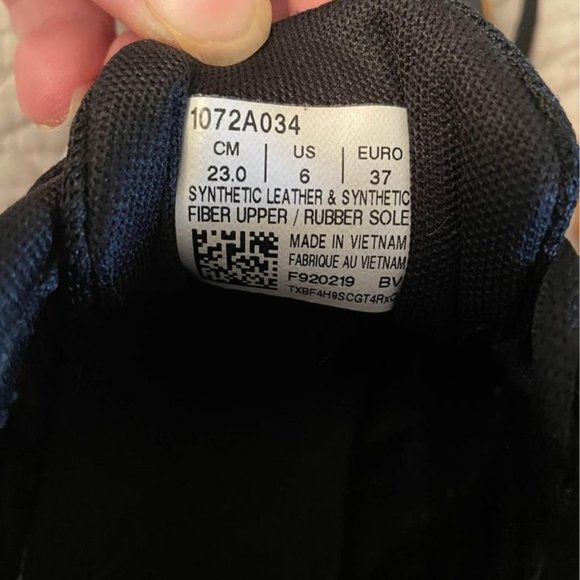 1072A034
CM | US | EURO
23.0 | 6 | 37
SYNTHETIC LEATHER & SYNTHETIC
FIBER UPPER / RUBBER SOLE
MADE IN VIETNAM
FABRIQUE AU VIETNAM
F920219 BV